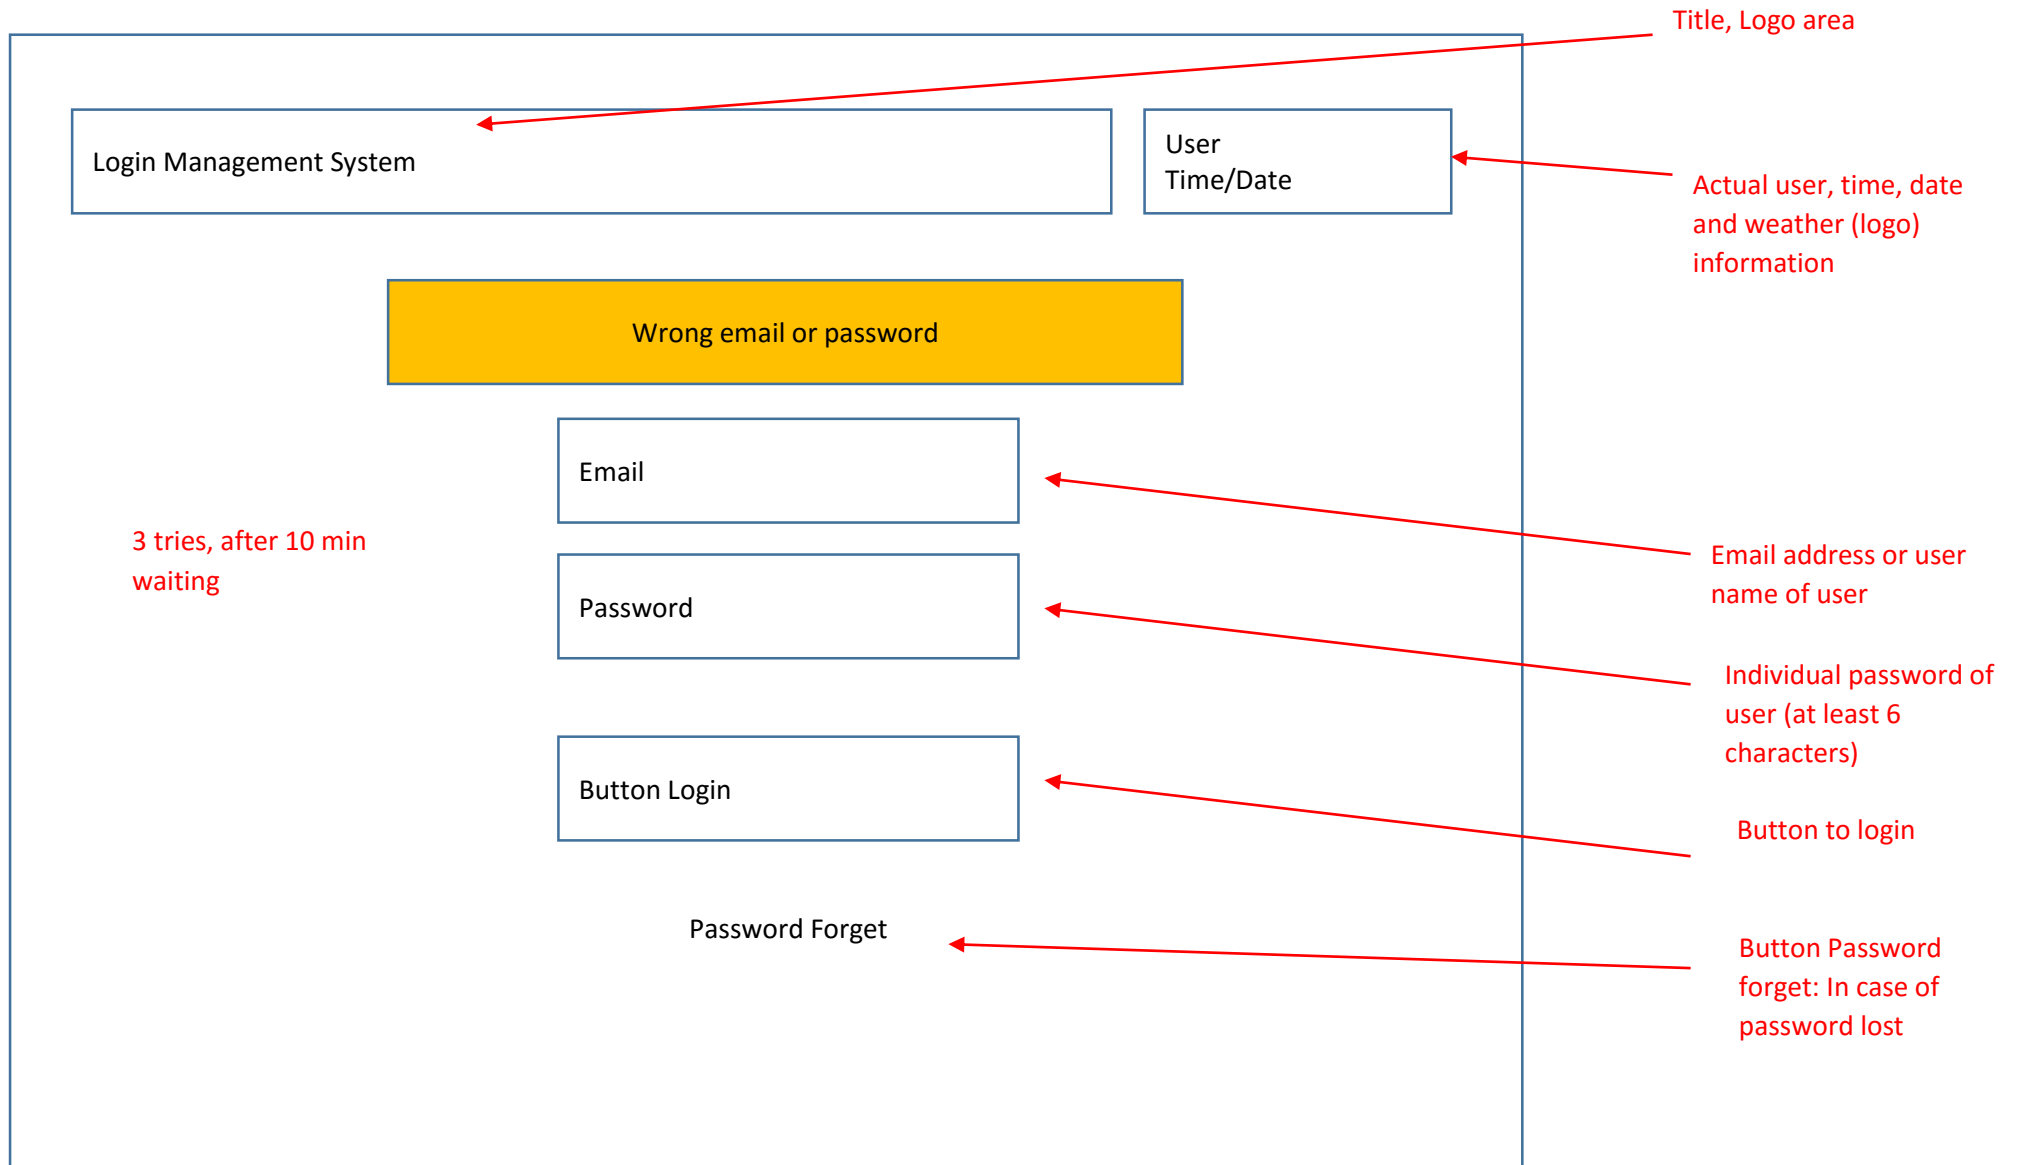 Title, Logo area
Login Management System
User
Time/Date
Actual user, time, date
and weather (logo)
information
Wrong email or password
Email
3 tries, after 10 min
waiting
Email address or user
name of user
Password
Individual password of
user (at least 6
characters)
Button Login
Button to login
Password Forget
Button Password
forget: In case of
password lost